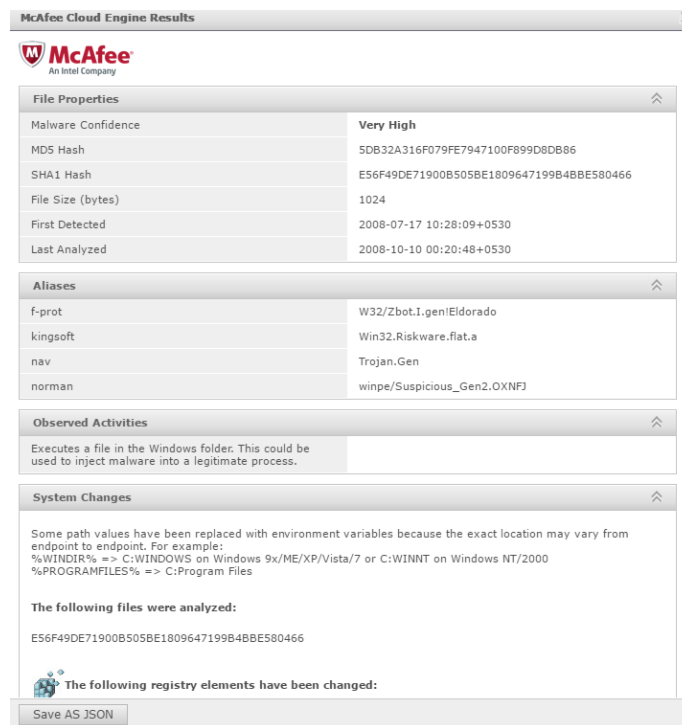 McAfee Cloud Engine Results
McAfee
An Intel Company
File Properties
Malware Confidence Very High
MD5 Hash 5DB32A316F079FE7947100F899D8DB86
SHA1 Hash E56F49DE71900B505BE1809647199B4BBE580466
File Size (bytes) 1024
First Detected 2008-07-17 10:28:09+0530
Last Analyzed 2008-10-10 00:20:48+0530
Aliases
f-prot W32/Zbot.I.gen!Eldorado
kingsoft Win32.Riskware.flat.a
nav Trojan.Gen
norman winpe/Suspicious_Gen2.OXNFJ
Observed Activities
Executes a file in the Windows folder. This could be
used to inject malware into a legitimate process.
System Changes
Some path values have been replaced with environment variables because the exact location may vary from
endpoint to endpoint. For example:
%WINDIR% => C:WINDOWS on Windows 9x/ME/XP/Vista/7 or C:WINNT on Windows NT/2000
%PROGRAMFILES% => C:Program Files
The following files were analyzed:
E56F49DE71900B505BE1809647199B4BBE580466
The following registry elements have been changed:
Save AS JSON